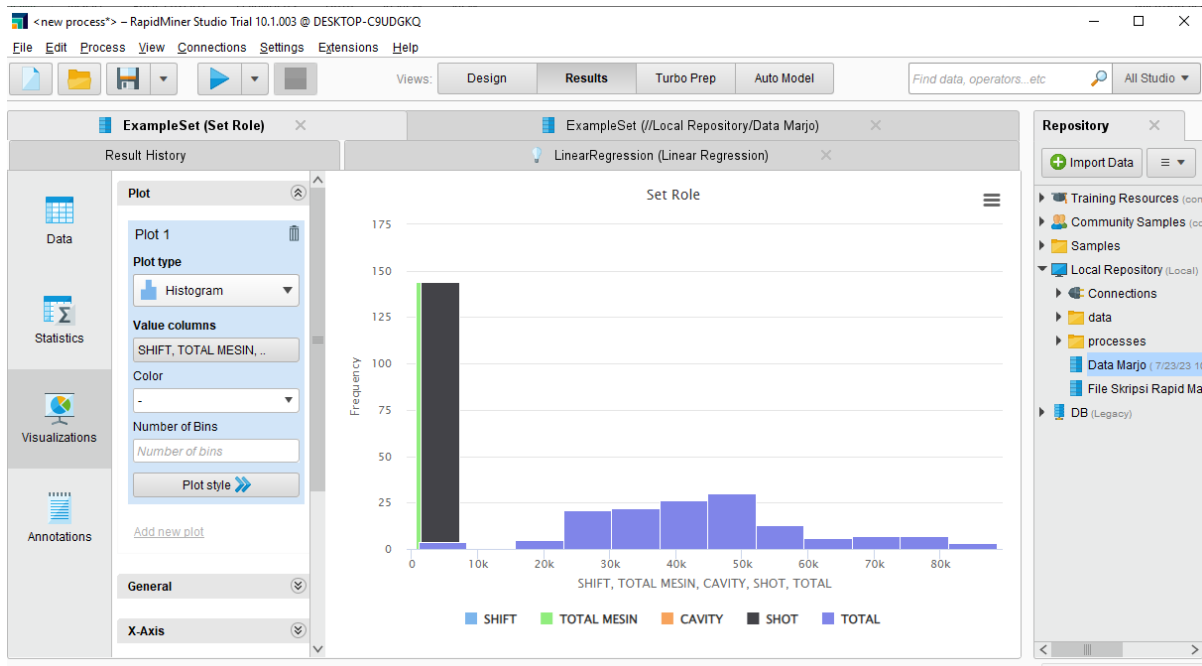 <new process*> – RapidMiner Studio Trial 10.1.003 @ DESKTOP-C9UDGKQ
File Edit Process View Connections Settings Extensions Help
Views: Design Results Turbo Prep Auto Model Find data, operators...etc All Studio
ExampleSet (Set Role) ExampleSet (//Local Repository/Data Marjo) Repository
Result History LinearRegression (Linear Regression)
Import Data
Data
Statistics
Visualizations
Annotations
Plot
Plot 1
Plot type
Histogram
Value columns
SHIFT, TOTAL MESIN, ..
Color
-
Number of Bins
Number of bins
Plot style
Add new plot
General
X-Axis
Set Role
Frequency
175
150
125
100
75
50
25
0
0 10k 20k 30k 40k 50k 60k 70k 80k
SHIFT, TOTAL MESIN, CAVITY, SHOT, TOTAL
SHIFT TOTAL MESIN CAVITY SHOT TOTAL
Training Resources (con
Community Samples (co
Samples
Local Repository (Local)
Connections
data
processes
Data Marjo ( 7/23/23 10
File Skripsi Rapid Ma
DB (Legacy)